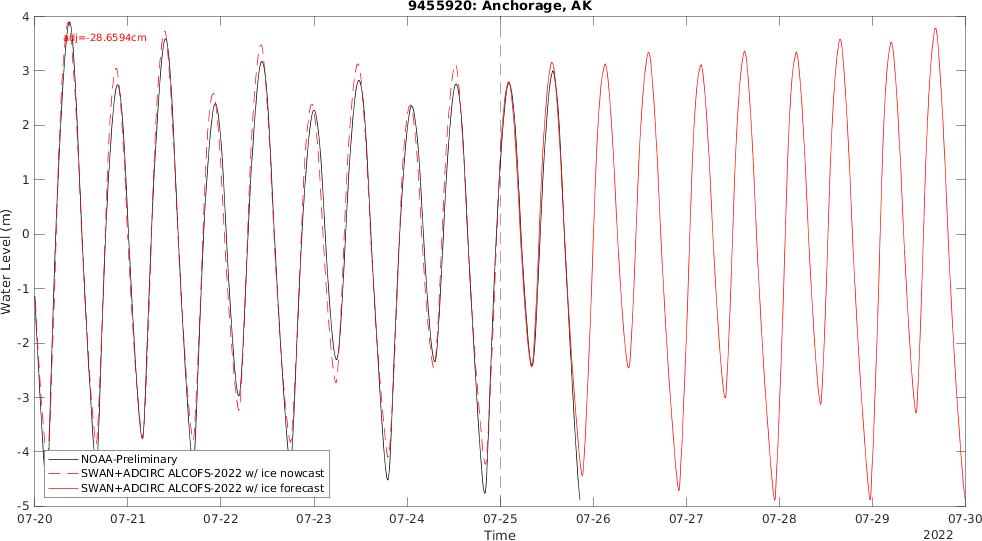 9455920: Anchorage, AK
adj=-28.6594cm
4
3
2
1
0
-1
-2
-3
-4
-5
Water Level (m)
NOAA-Preliminary
SWAN+ADCIRC ALCOFS-2022 w/ ice nowcast
SWAN+ADCIRC ALCOFS-2022 w/ ice forecast
07-20 07-21 07-22 07-23 07-24 07-25 07-26 07-27 07-28 07-29 07-30
Time
2022